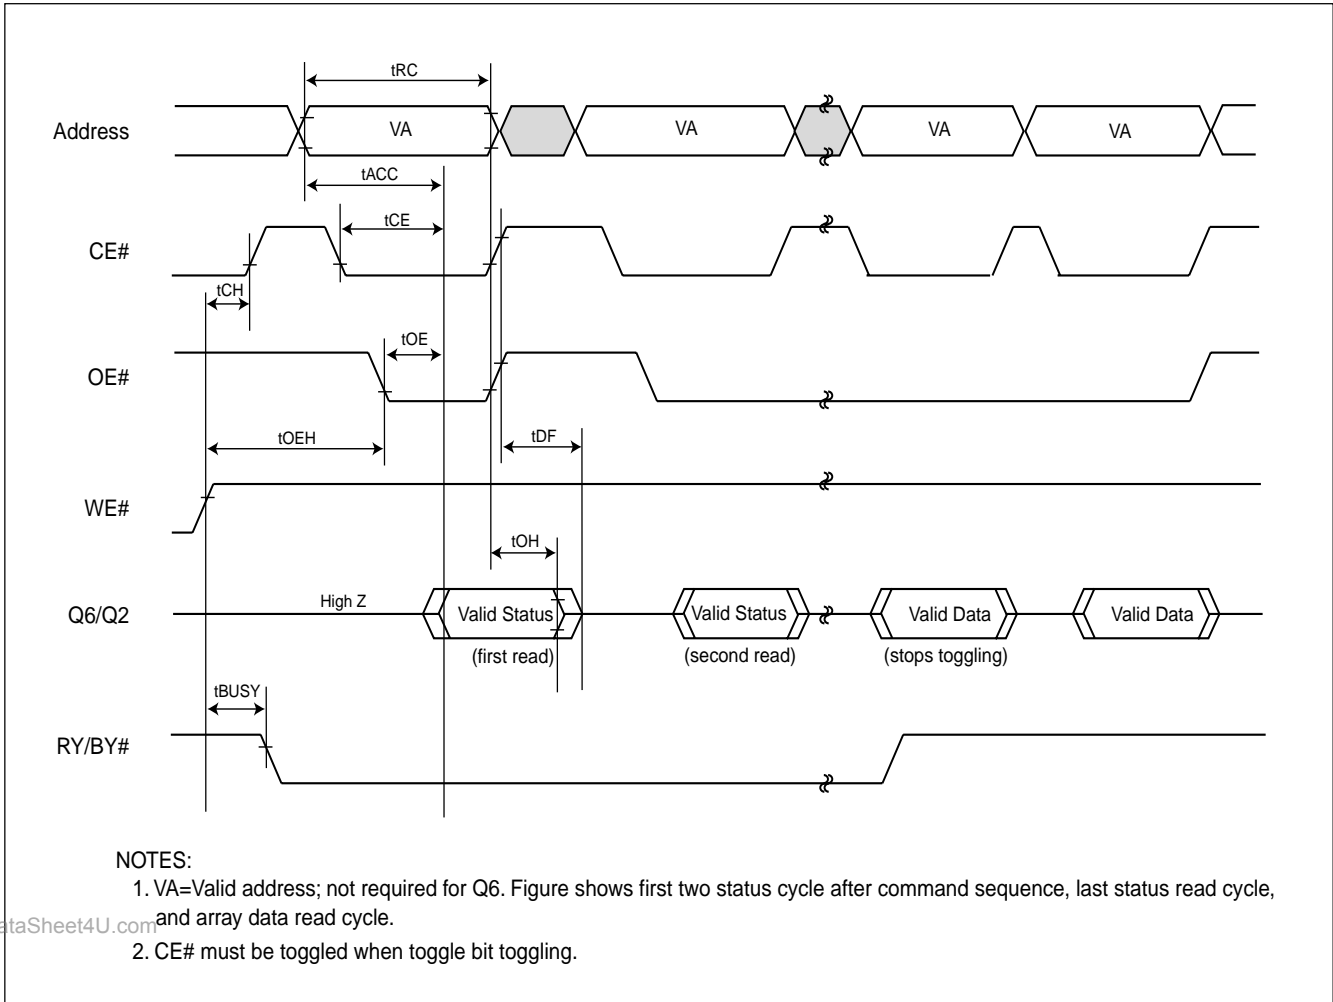 tRC
Address
VA
VA
VA
VA
tACC
tCE
CE#
tCH
tOE
OE#
tOEH
tDF
WE#
tOH
High Z
Q6/Q2
Valid Status
Valid Status
Valid Data
Valid Data
(first read)
(second read)
(stops toggling)
tBUSY
RY/BY#
NOTES:
1. VA=Valid address; not required for Q6. Figure shows first two status cycle after command sequence, last status read cycle,
and array data read cycle.
ataSheet4U.com
2. CE# must be toggled when toggle bit toggling.